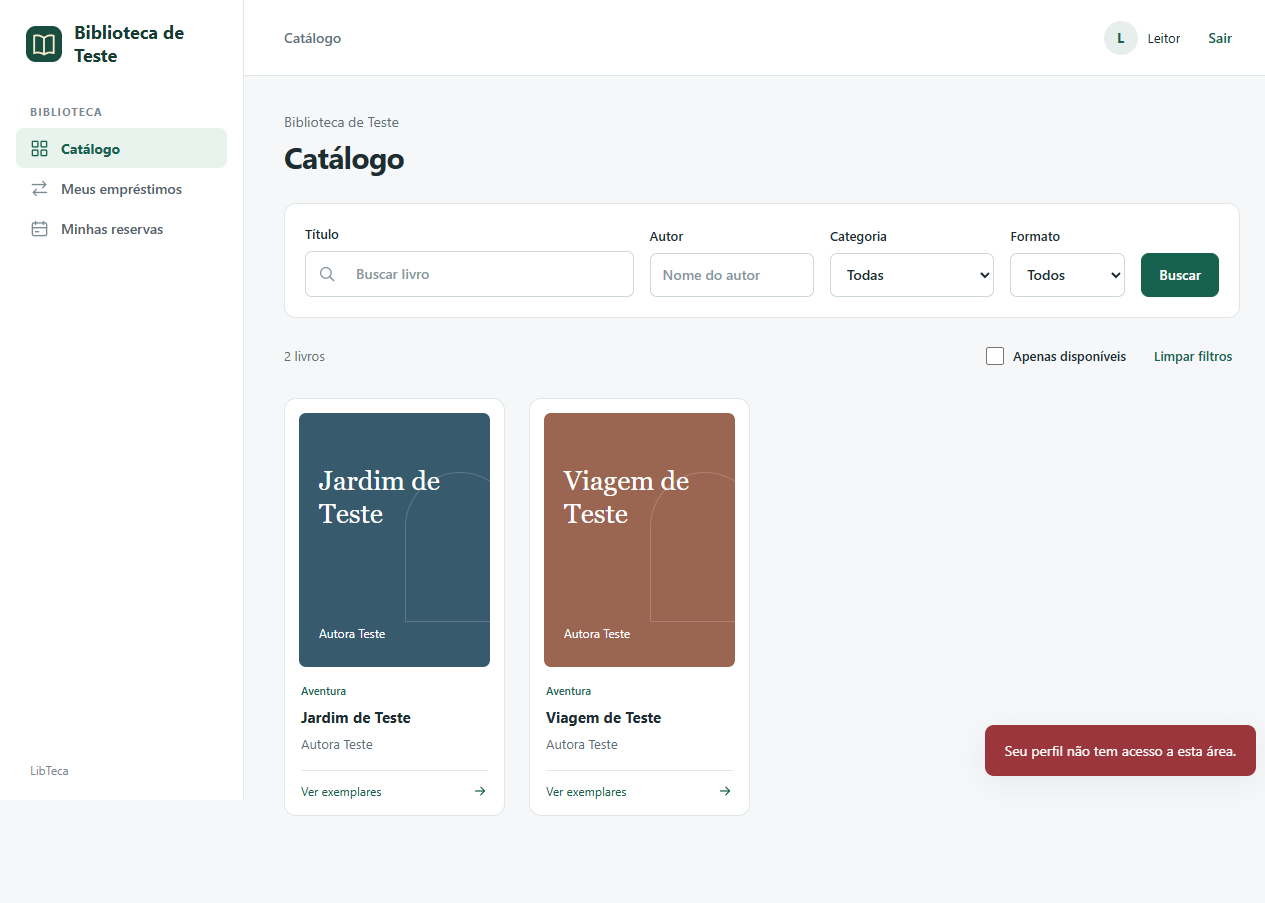 Biblioteca de
Teste
BIBLIOTECA
Catálogo
Meus empréstimos
Minhas reservas
LibTeca
Catálogo
L
Leitor
Sair
Biblioteca de Teste
Catálogo
Título
Buscar livro
Autor
Nome do autor
Categoria
Todas
Formato
Todos
Buscar
2 livros
Apenas disponíveis
Limpar filtros
Jardim de
Teste
Autora Teste
Aventura
Jardim de Teste
Autora Teste
Ver exemplares
Viagem de
Teste
Autora Teste
Aventura
Viagem de Teste
Autora Teste
Ver exemplares
Seu perfil não tem acesso a esta área.